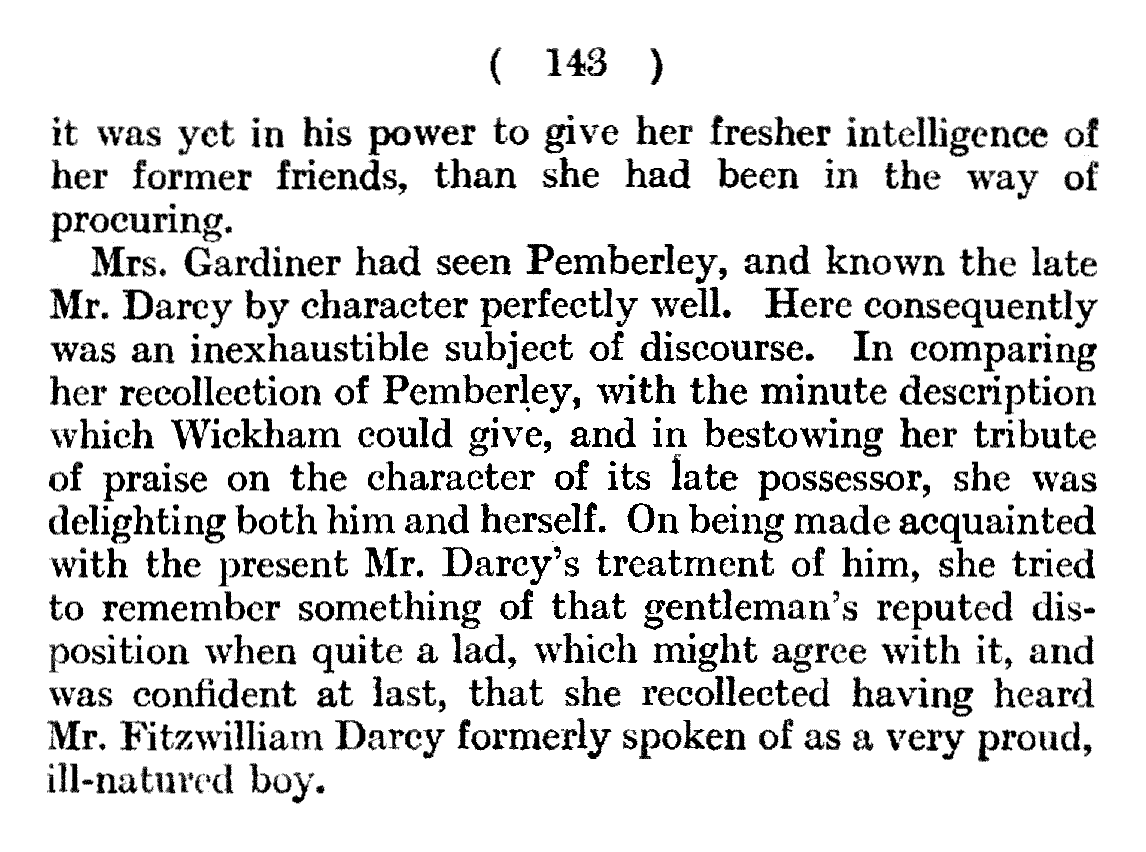 ( 143 )
it was yet in his power to give her fresher intelligence of
her former friends, than she had been in the way of
procuring.
Mrs. Gardiner had seen Pemberley, and known the late
Mr. Darcy by character perfectly well. Here consequently
was an inexhaustible subject of discourse. In comparing
her recollection of Pemberley, with the minute description
which Wickham could give, and in bestowing her tribute
of praise on the character of its late possessor, she was
delighting both him and herself. On being made acquainted
with the present Mr. Darcy's treatment of him, she tried
to remember something of that gentleman's reputed dis-
position when quite a lad, which might agree with it, and
was confident at last, that she recollected having heard
Mr. Fitzwilliam Darcy formerly spoken of as a very proud,
ill-natured boy.